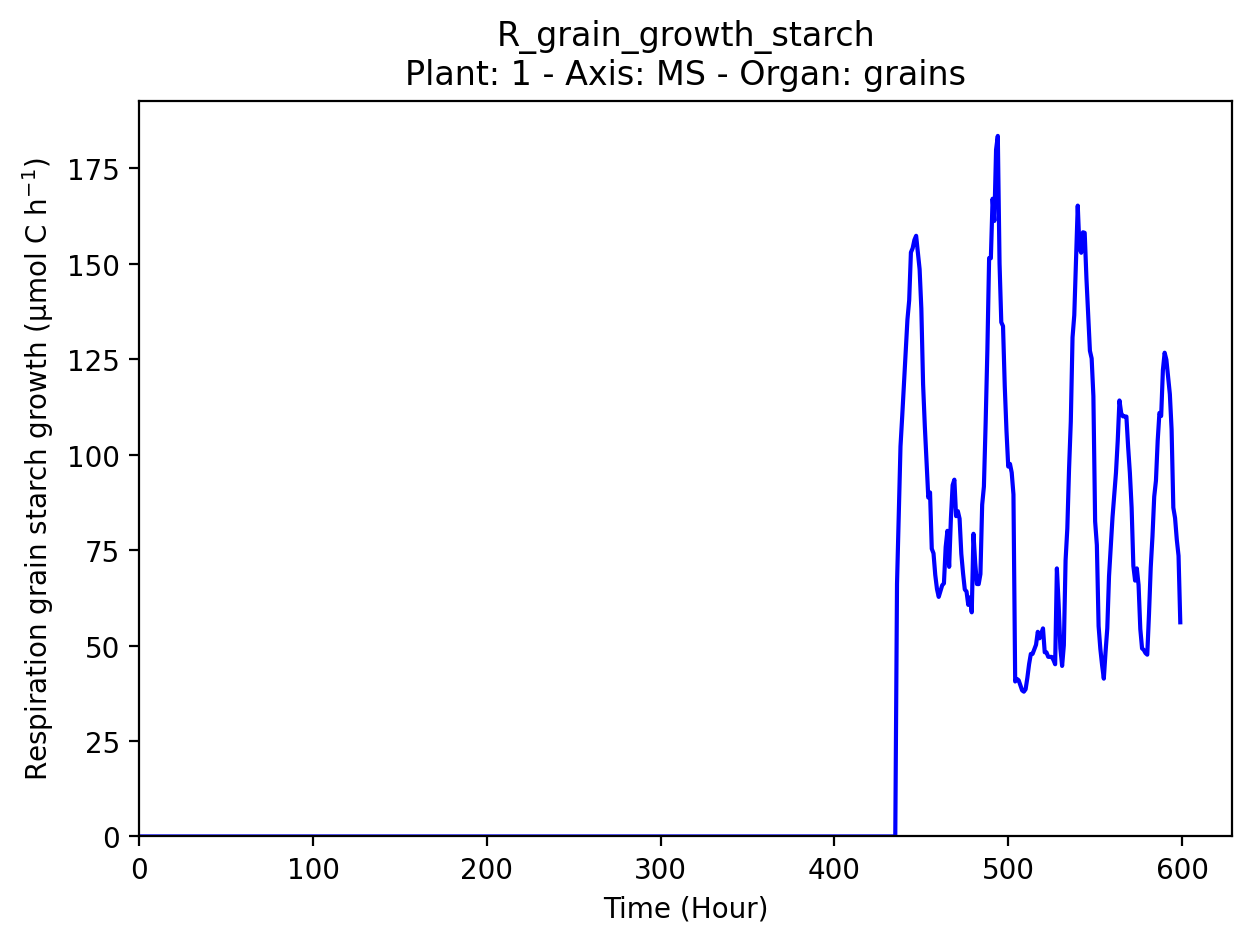 R_grain_growth_starch
Plant: 1 - Axis: MS - Organ: grains
Respiration grain starch growth (µmol C h⁻¹)
175
150
125
100
75
50
25
0
0 100 200 300 400 500 600
Time (Hour)